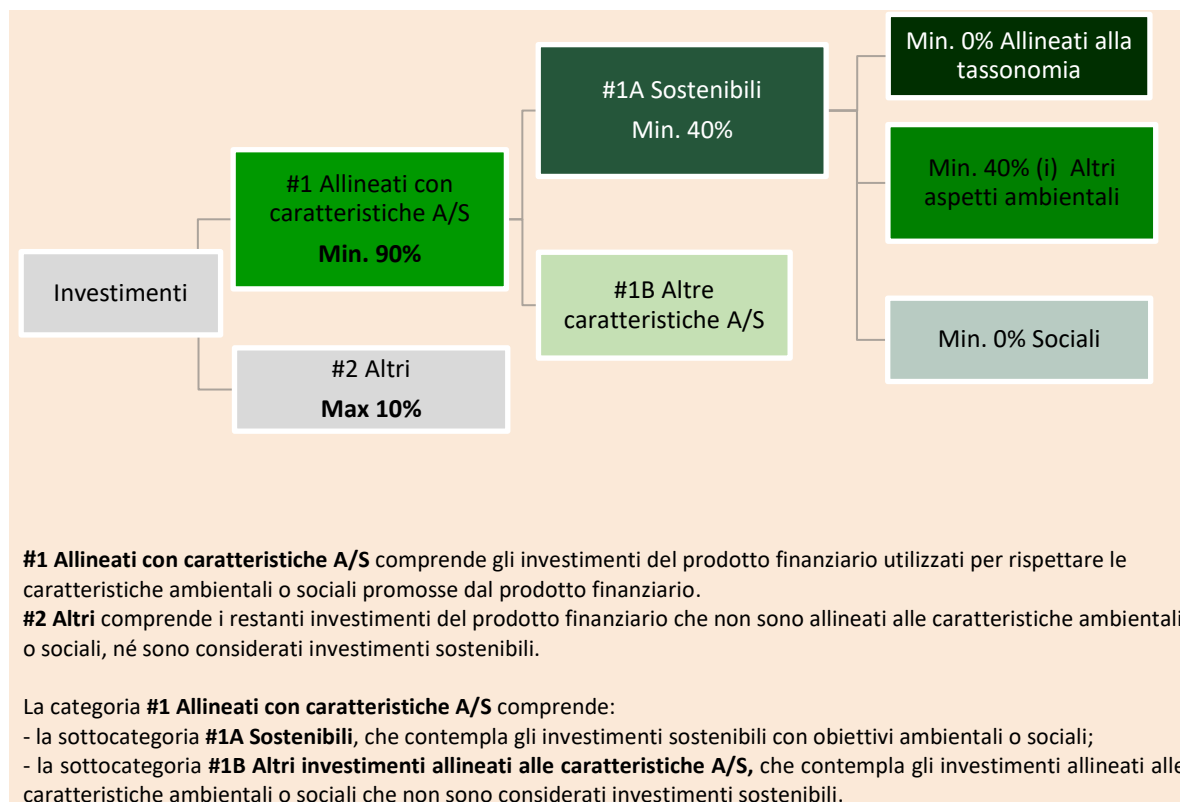 Investimenti
#1 Allineati con
caratteristiche A/S
Min. 90%
#2 Altri
Max 10%
#1A Sostenibili
Min. 40%
#1B Altre
caratteristiche A/S
Min. 0% Allineati alla
tassonomia
Min. 40% (i) Altri
aspetti ambientali
Min. 0% Sociali
#1 Allineati con caratteristiche A/S comprende gli investimenti del prodotto finanziario utilizzati per rispettare le
caratteristiche ambientali o sociali promosse dal prodotto finanziario.
#2 Altri comprende i restanti investimenti del prodotto finanziario che non sono allineati alle caratteristiche ambientali
o sociali, né sono considerati investimenti sostenibili.
La categoria #1 Allineati con caratteristiche A/S comprende:
- la sottocategoria #1A Sostenibili, che contempla gli investimenti sostenibili con obiettivi ambientali o sociali;
- la sottocategoria #1B Altri investimenti allineati alle caratteristiche A/S, che contempla gli investimenti allineati alle
caratteristiche ambientali o sociali che non sono considerati investimenti sostenibili.